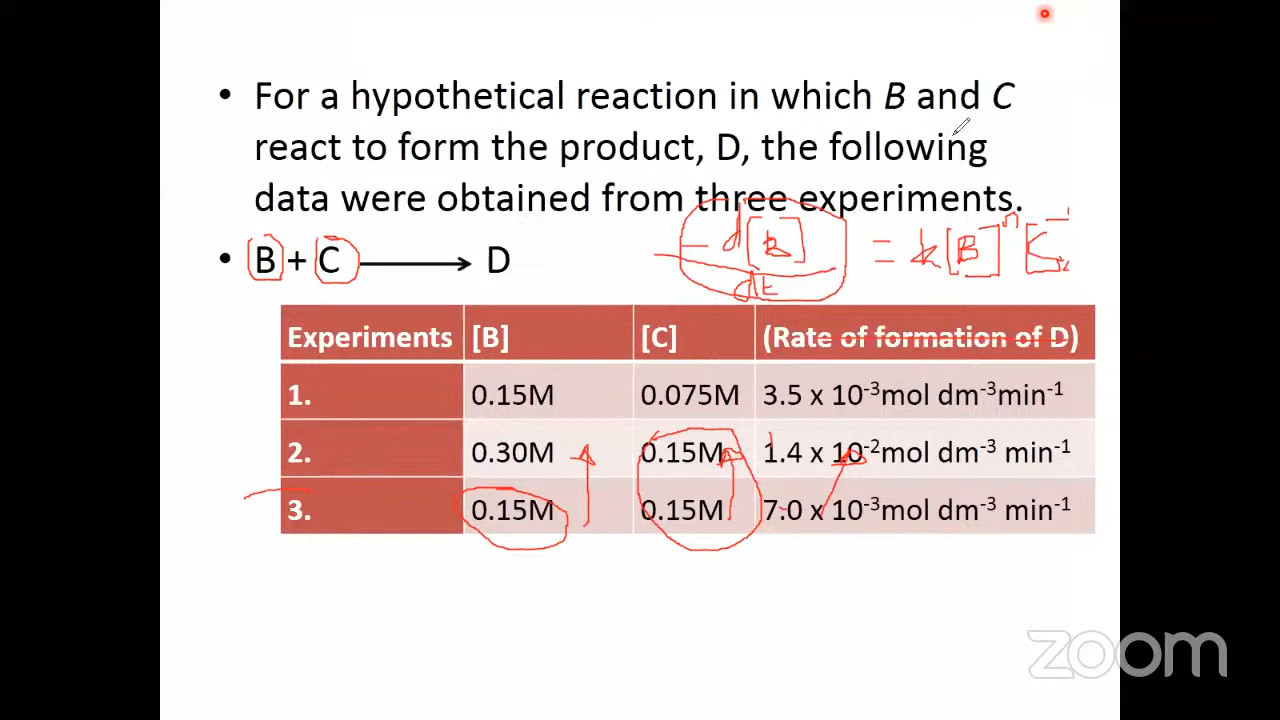 • For a hypothetical reaction in which B and C
react to form the product, D, the following
data were obtained from three experiments.
- d[B] / dt = k[B]ⁿ [C
• B + C ⟶ D
Experiments [B] [C] (Rate of formation of D)
1. 0.15M 0.075M 3.5 x 10⁻³mol dm⁻³min⁻¹
2. 0.30M 0.15M 1.4 x 10⁻²mol dm⁻³ min⁻¹
3. 0.15M 0.15M 7.0 x 10⁻³mol dm⁻³ min⁻¹
zoom